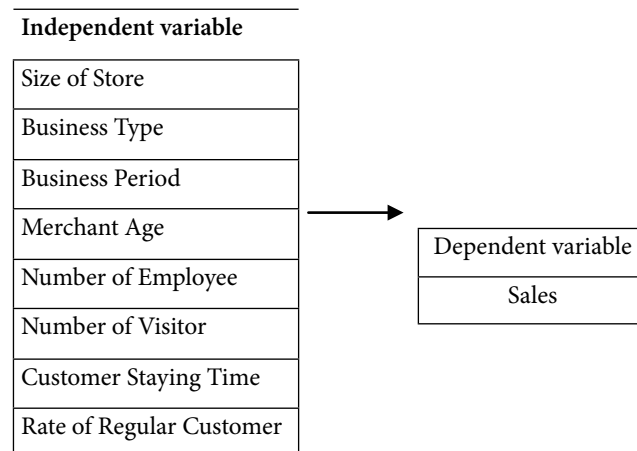 Independent variable
Size of Store
Business Type
Business Period
Merchant Age
Number of Employee
Number of Visitor
Customer Staying Time
Rate of Regular Customer
Dependent variable
Sales